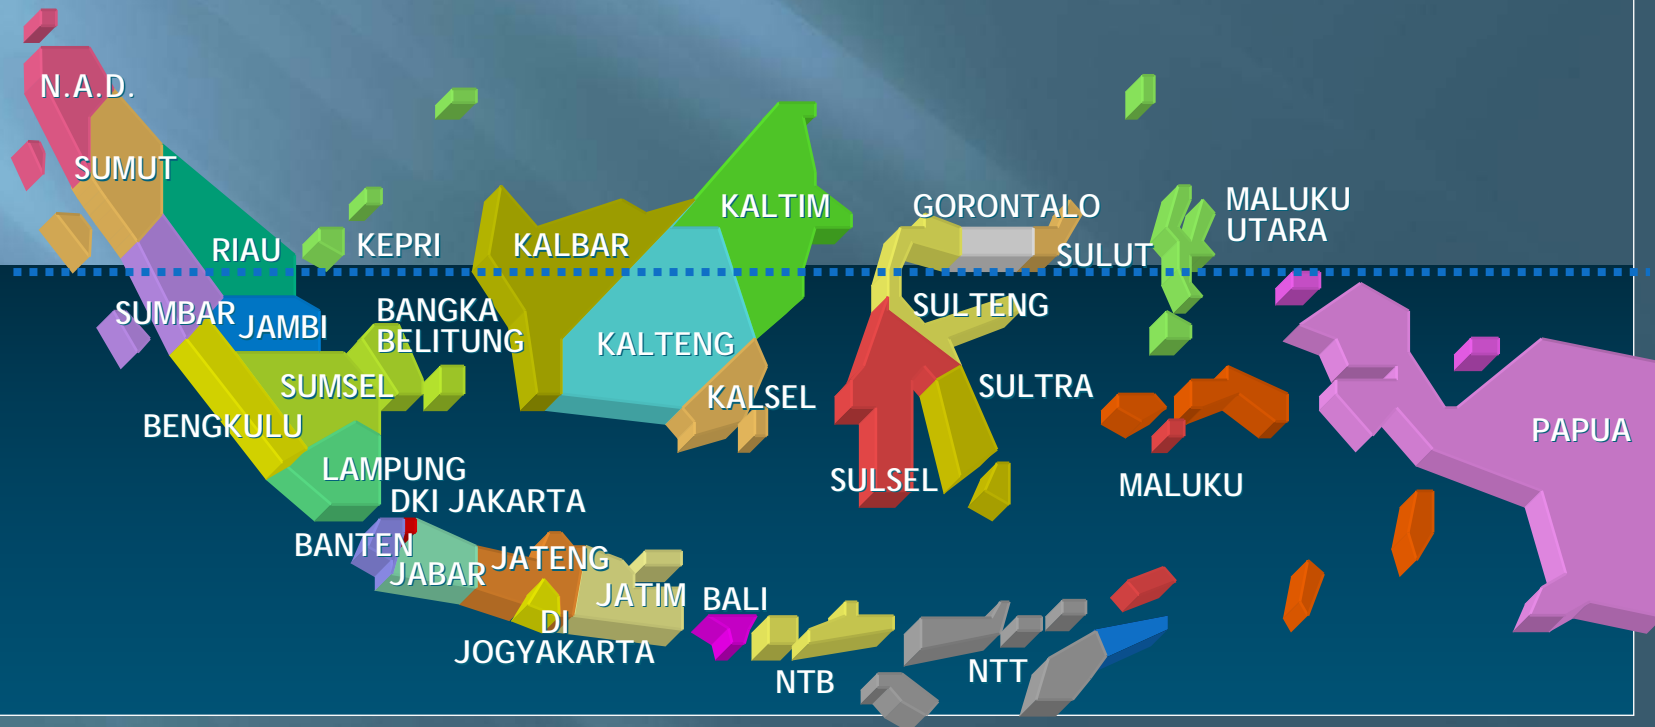 N.A.D.
SUMUT
RIAU
KEPRI
KALBAR
KALTIM
GORONTALO
SULUT
MALUKU
UTARA
SUMBAR
JAMBI
BANGKA
BELITUNG
KALTENG
SULTENG
SUMSEL
KALSEL
SULTRA
BENGKULU
PAPUA
LAMPUNG
SULSEL
MALUKU
DKI JAKARTA
BANTEN
JABAR
JATENG
JATIM
BALI
DI
JOGYAKARTA
NTB
NTT